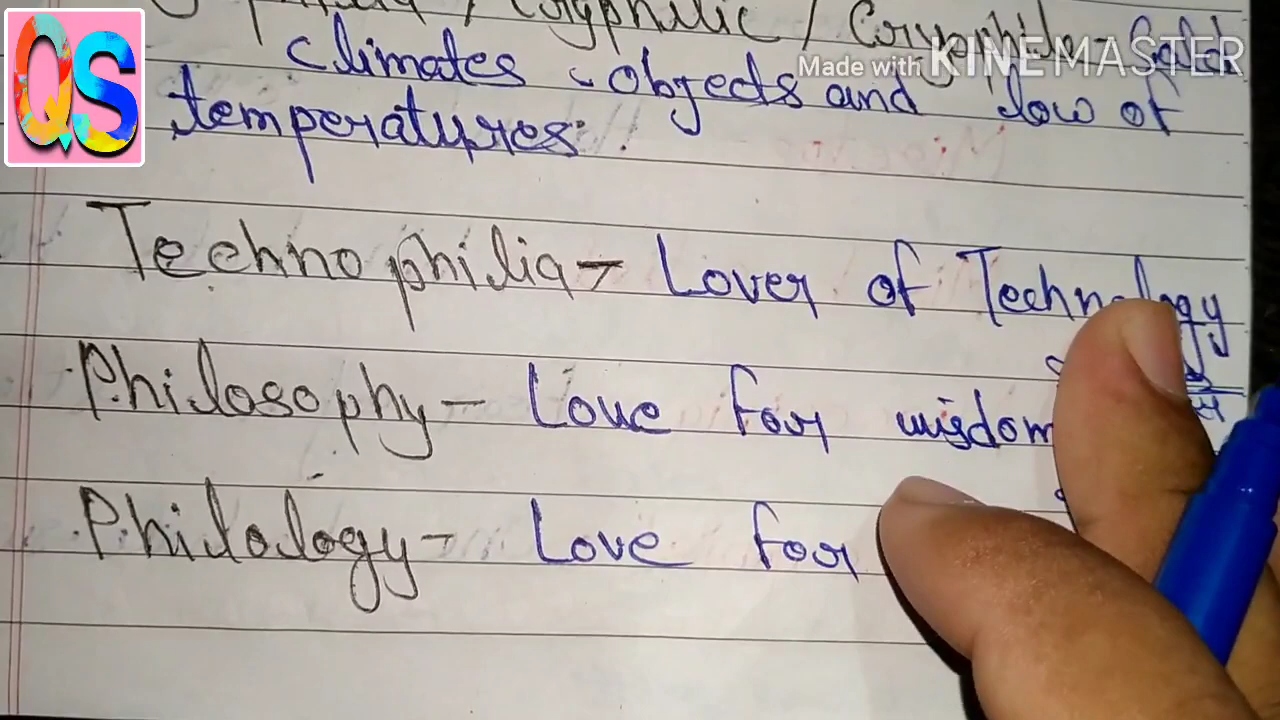 QS
Made with KINEMASTER
climates - objects and low of
temperatures.
Technophilia - Lover of Technology
Philosophy - Love for wisdom
Philology - Love for